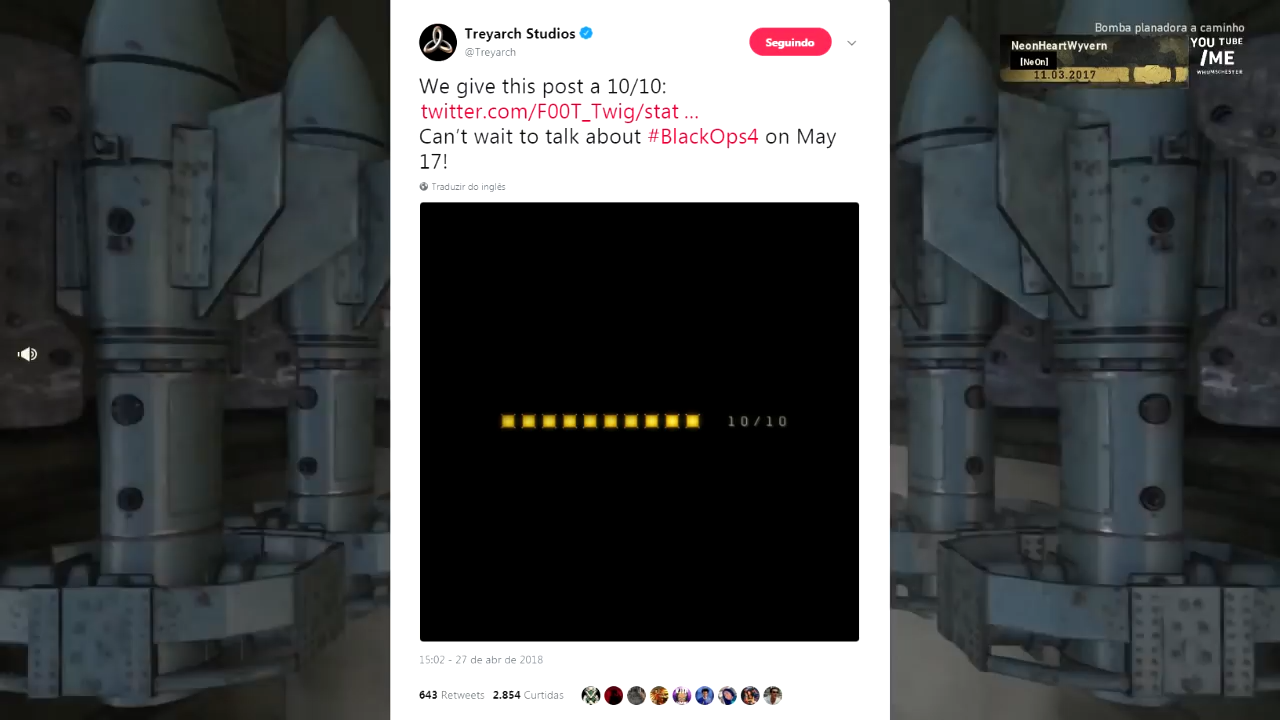 Treyarch Studios
@Treyarch
Seguindo
We give this post a 10/10:
twitter.com/F00T_Twig/stat ...
Can't wait to talk about #BlackOps4 on May
17!
Traduzir do inglês
10/10
15:02 - 27 de abr de 2018
643 Retweets 2.854 Curtidas
Bomba planadora a caminho
NeonHeartWyvern
[NeOn]
11.03.2017
YOU TUBE
/ME